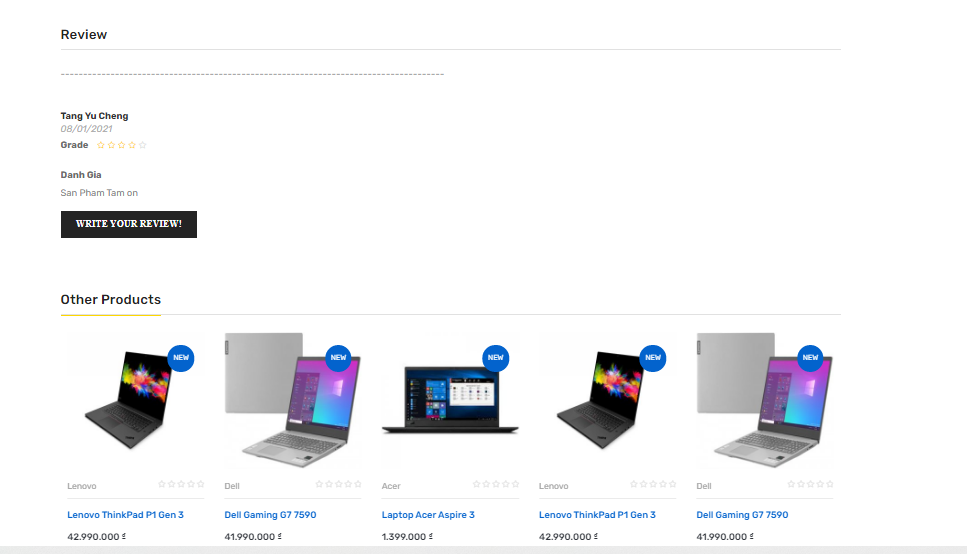 Review
-------------------------------------------------------------------------------------
Tang Yu Cheng
08/01/2021
Grade
Danh Gia
San Pham Tam on
WRITE YOUR REVIEW!
Other Products
NEW NEW NEW NEW NEW
Lenovo Dell Acer Lenovo Dell
Lenovo ThinkPad P1 Gen 3 Dell Gaming G7 7590 Laptop Acer Aspire 3 Lenovo ThinkPad P1 Gen 3 Dell Gaming G7 7590
42.990.000 ₫ 41.990.000 ₫ 1.399.000 ₫ 42.990.000 ₫ 41.990.000 ₫